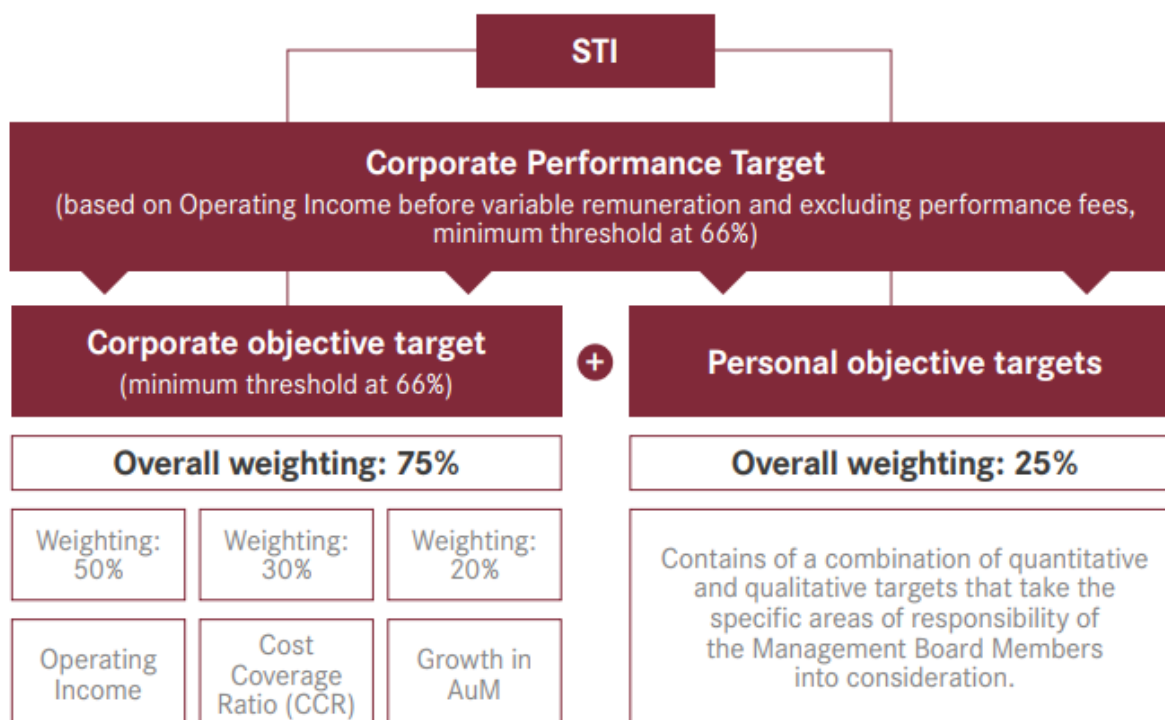 STI
Corporate Performance Target
(based on Operating Income before variable remuneration and excluding performance fees,
minimum threshold at 66%)
Corporate objective target
(minimum threshold at 66%)
+
Personal objective targets
Overall weighting: 75%
Overall weighting: 25%
Weighting:
50%
Weighting:
30%
Weighting:
20%
Operating
Income
Cost
Coverage
Ratio (CCR)
Growth in
AuM
Contains of a combination of quantitative
and qualitative targets that take the
specific areas of responsibility of
the Management Board Members
into consideration.